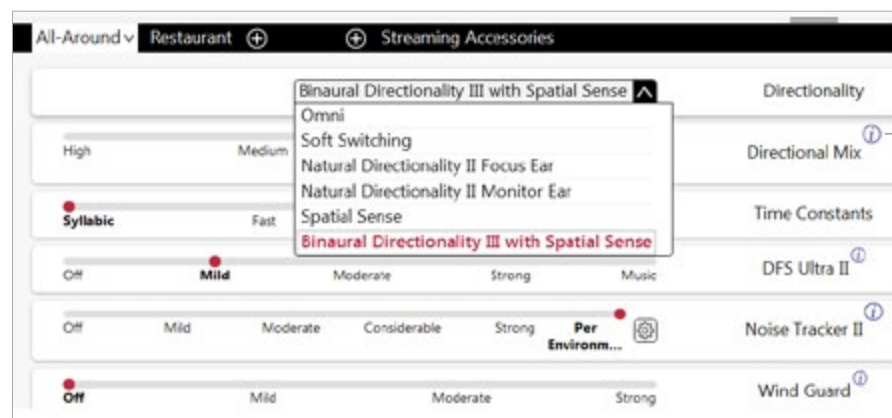 All-Around Restaurant Streaming Accessories
Binaural Directionality III with Spatial Sense Directionality
Omni
Soft Switching
Natural Directionality II Focus Ear
Natural Directionality II Monitor Ear
Spatial Sense
Binaural Directionality III with Spatial Sense
High Medium Directional Mix
Syllabic Fast Time Constants
Off Mild Moderate Strong Music DFS Ultra II
Off Mild Moderate Considerable Strong Per Environm... Noise Tracker II
Off Mild Moderate Strong Wind Guard